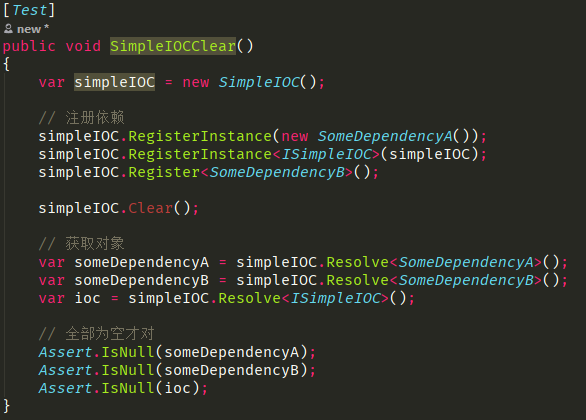 [Test]
new *
public void SimpleIOCClear()
{
var simpleIOC = new SimpleIOC();
// 注册依赖
simpleIOC.RegisterInstance(new SomeDependencyA());
simpleIOC.RegisterInstance<ISimpleIOC>(simpleIOC);
simpleIOC.Register<SomeDependencyB>();
simpleIOC.Clear();
// 获取对象
var someDependencyA = simpleIOC.Resolve<SomeDependencyA>();
var someDependencyB = simpleIOC.Resolve<SomeDependencyB>();
var ioc = simpleIOC.Resolve<ISimpleIOC>();
// 全部为空才对
Assert.IsNull(someDependencyA);
Assert.IsNull(someDependencyB);
Assert.IsNull(ioc);
}